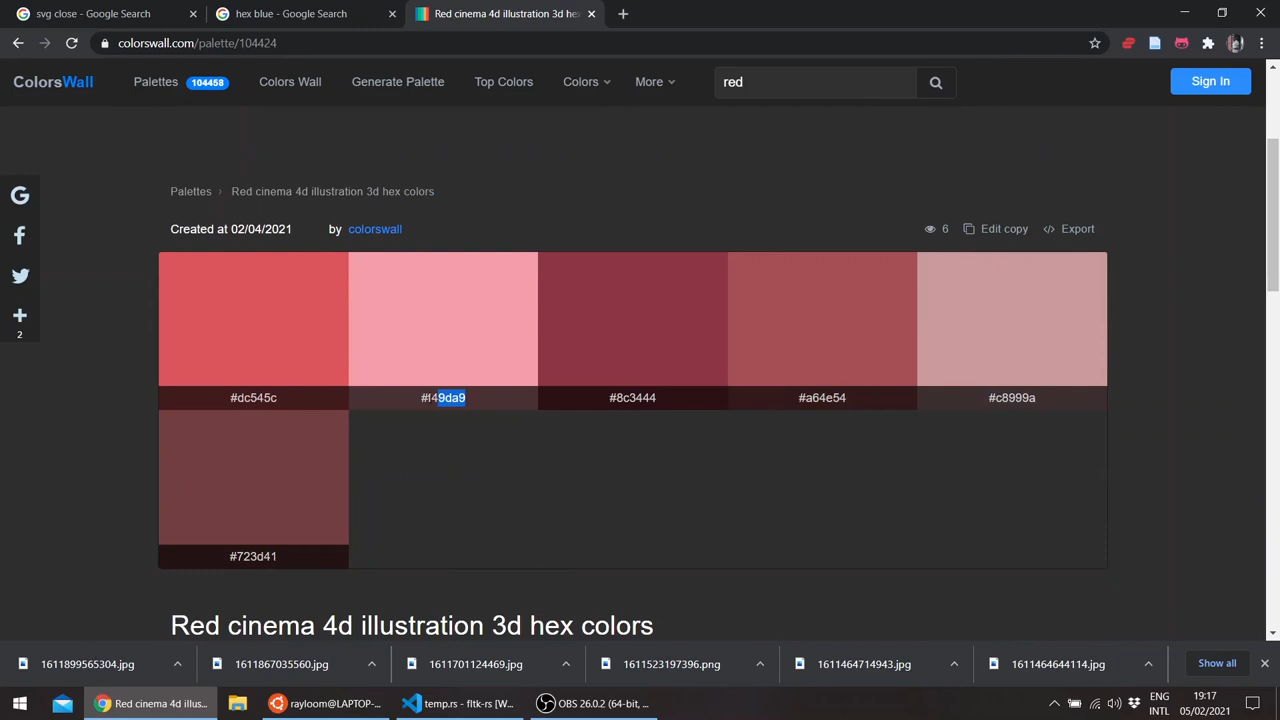 svg close - Google Search
hex blue - Google Search
Red cinema 4d illustration 3d he
colorswall.com/palette/104424
ColorsWall
Palettes 104458
Colors Wall
Generate Palette
Top Colors
Colors
More
red
Sign In
Palettes › Red cinema 4d illustration 3d hex colors
Created at 02/04/2021 by colorswall
6
Edit copy
Export
2
#dc545c
#f49da9
#8c3444
#a64e54
#c8999a
#723d41
Red cinema 4d illustration 3d hex colors
1611899565304.jpg
1611867035560.jpg
1611701124469.jpg
1611523197396.png
1611464714943.jpg
1611464644114.jpg
Show all
Red cinema 4d illus...
rayloom@LAPTOP-...
temp.rs - fltk-rs [W...
OBS 26.0.2 (64-bit, ...
ENG
INTL
19:17
05/02/2021